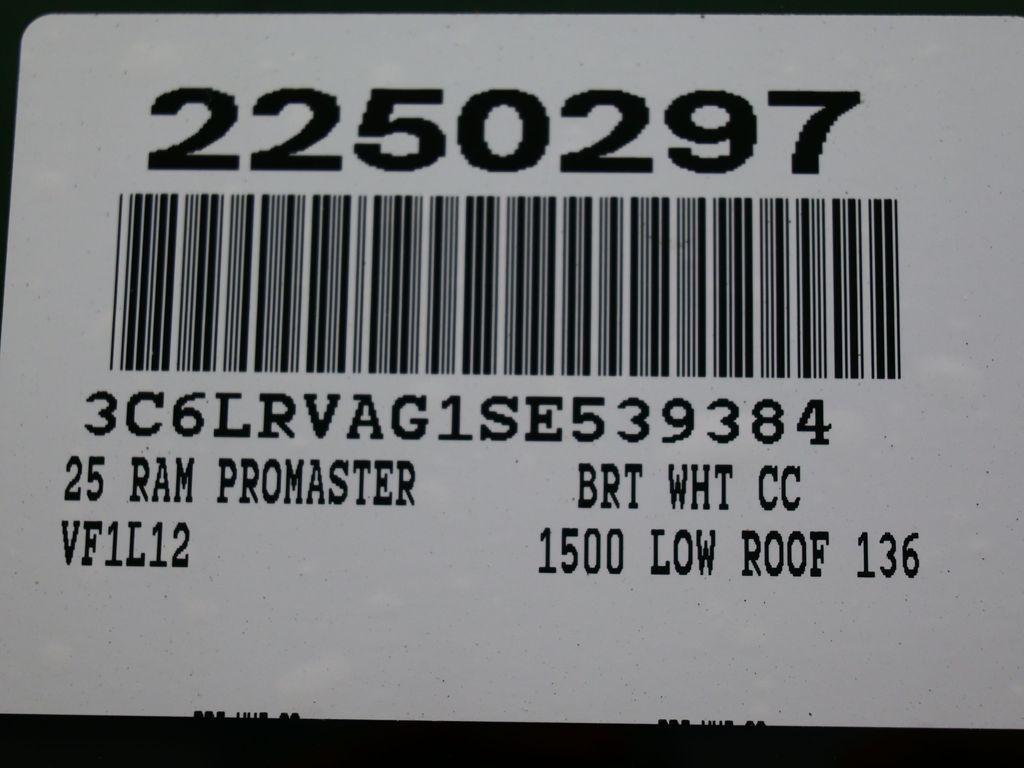 2250297
3C6LRVAG1SE539384
25 RAM PROMASTER BRT WHT CC
VF1L12 1500 LOW ROOF 136